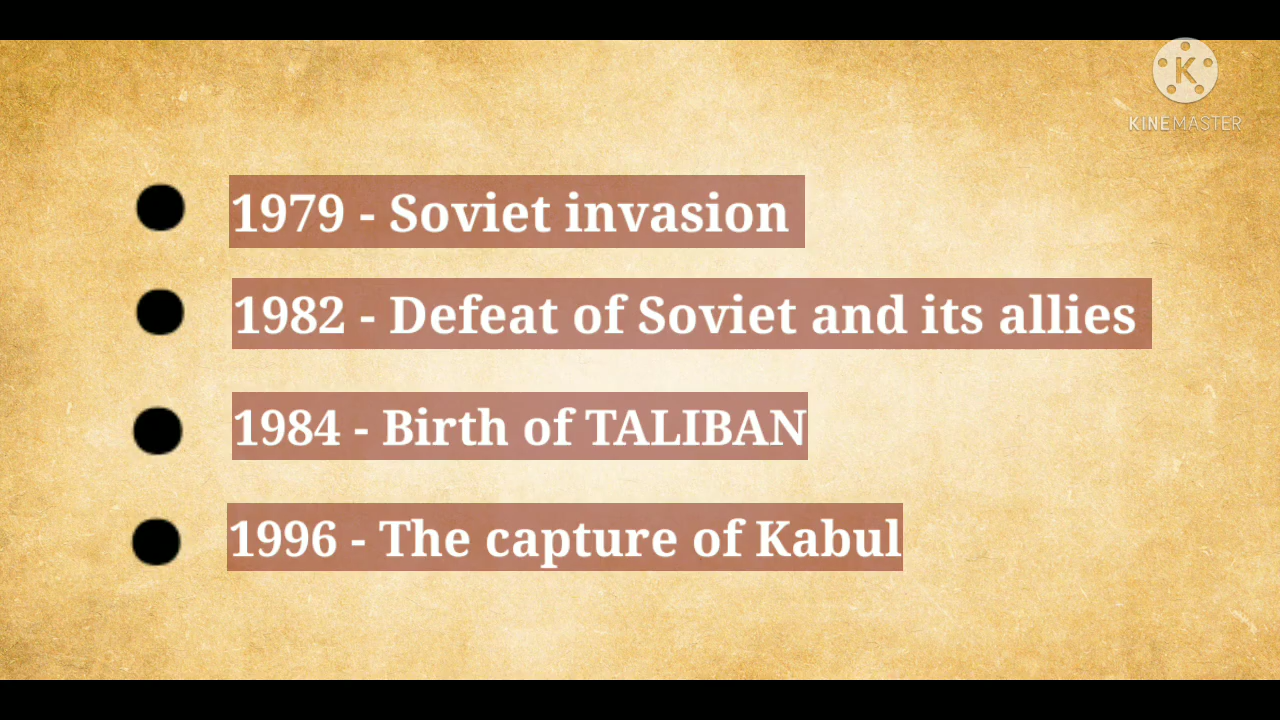 KINEMASTER
1979 - Soviet invasion
1982 - Defeat of Soviet and its allies
1984 - Birth of TALIBAN
1996 - The capture of Kabul